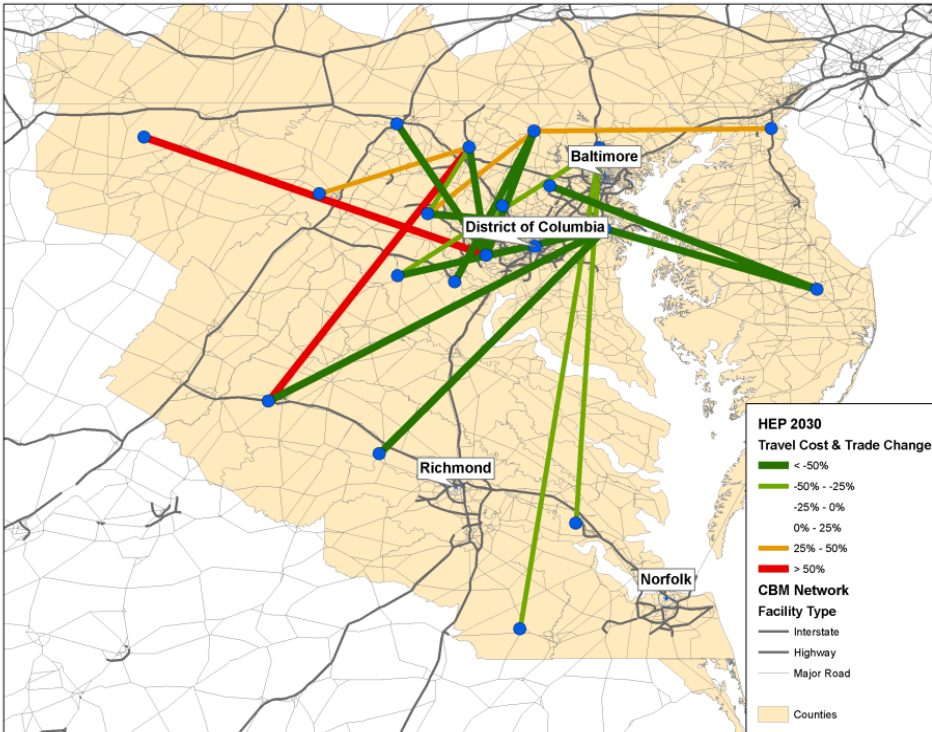 Baltimore
District of Columbia
Richmond
Norfolk
HEP 2030
Travel Cost & Trade Change
< -50%
-50% - -25%
-25% - 0%
0% - 25%
25% - 50%
> 50%
CBM Network
Facility Type
Interstate
Highway
Major Road
Counties